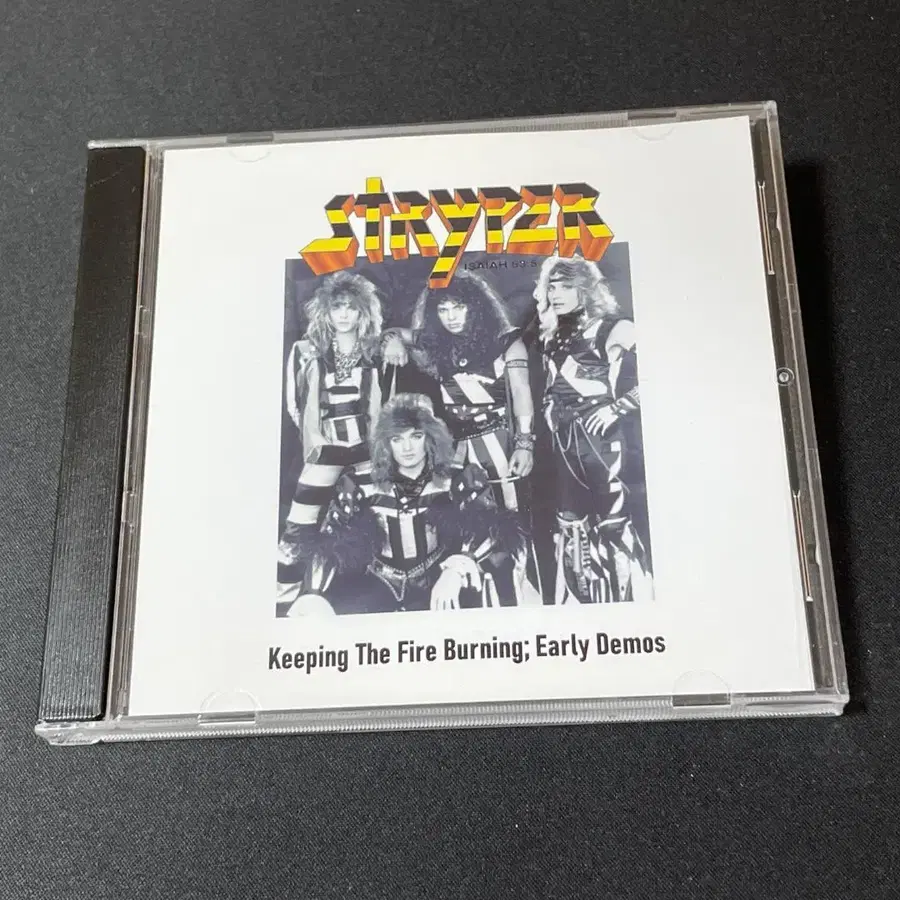 STRYPER
ISAIAH 53:5
Keeping The Fire Burning; Early Demos